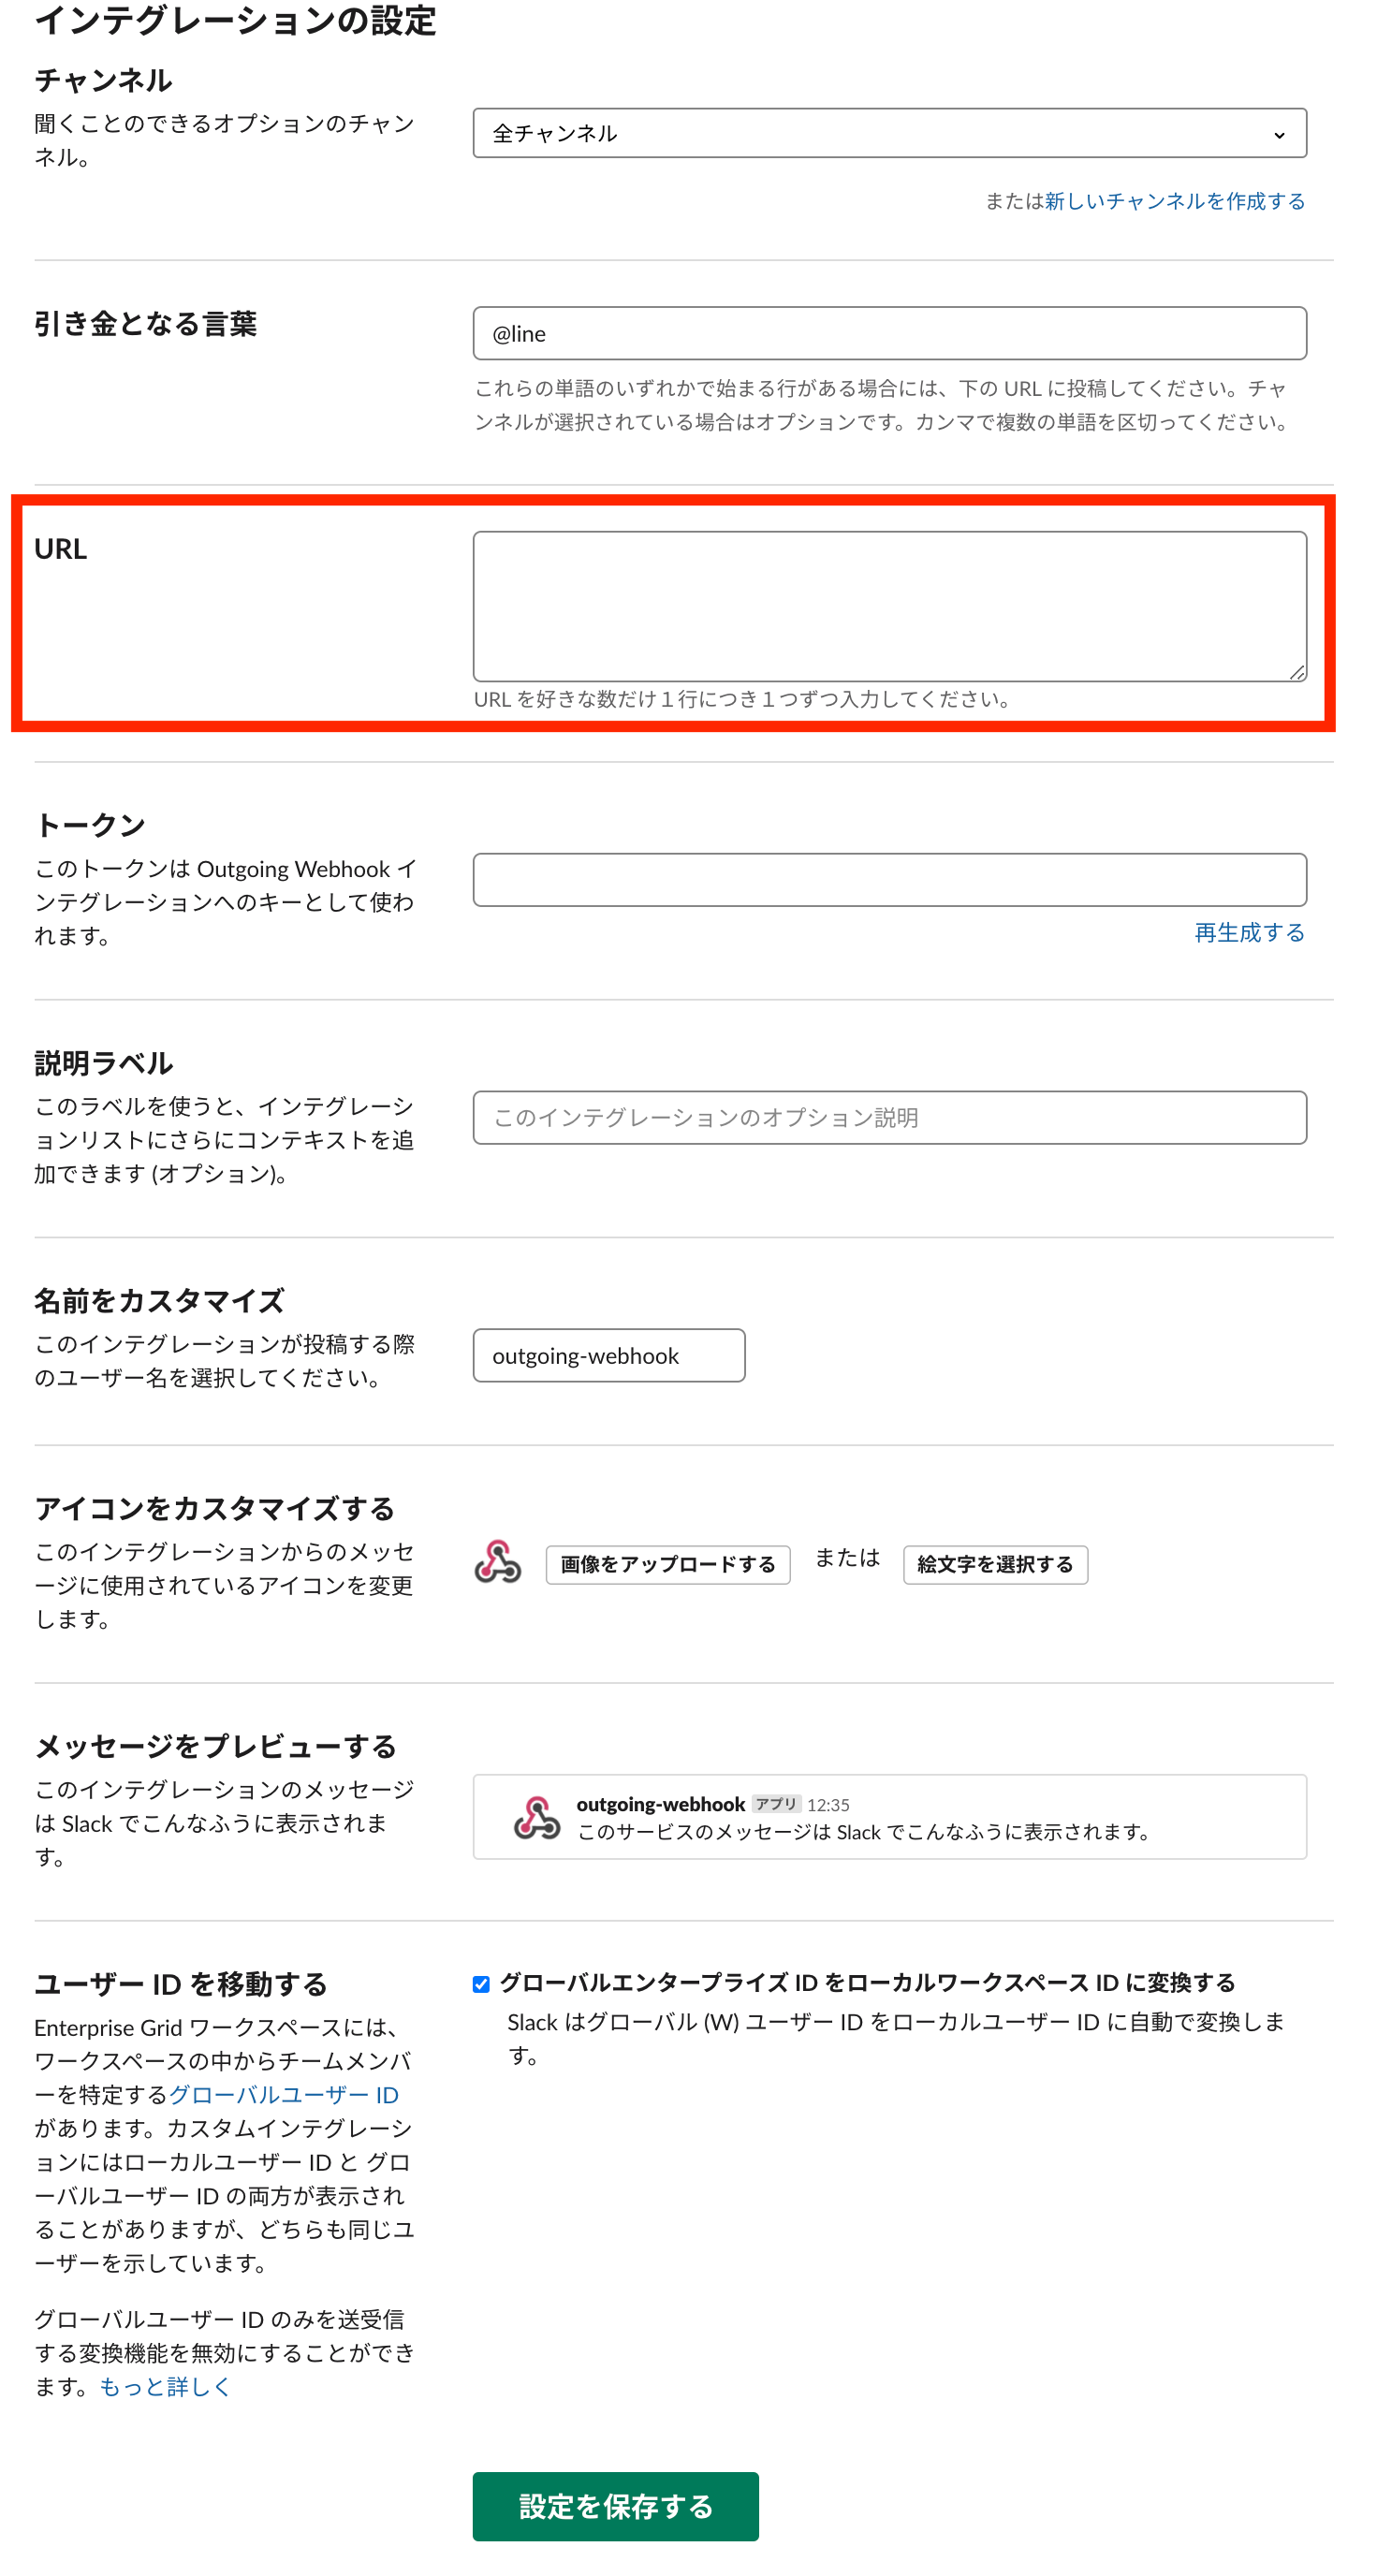 インテグレーションの設定
チャンネル
聞くことのできるオプションのチャン
ネル。
全チャンネル
または新しいチャンネルを作成する
引き金となる言葉
@line
これらの単語のいずれかで始まる行がある場合には、下の URL に投稿してください。チャ
ンネルが選択されている場合はオプションです。カンマで複数の単語を区切ってください。
URL
URL を好きな数だけ１行につき１つずつ入力してください。
トークン
このトークンは Outgoing Webhook イ
ンテグレーションへのキーとして使わ
れます。
再生成する
説明ラベル
このラベルを使うと、インテグレーシ
ョンリストにさらにコンテキストを追
加できます (オプション)。
このインテグレーションのオプション説明
名前をカスタマイズ
このインテグレーションが投稿する際
のユーザー名を選択してください。
outgoing-webhook
アイコンをカスタマイズする
このインテグレーションからのメッセ
ージに使用されているアイコンを変更
します。
画像をアップロードする または 絵文字を選択する
メッセージをプレビューする
このインテグレーションのメッセージ
は Slack でこんなふうに表示されま
す。
outgoing-webhook アプリ 12:35
このサービスのメッセージは Slack でこんなふうに表示されます。
ユーザー ID を移動する
Enterprise Grid ワークスペースには、
ワークスペースの中からチームメンバ
ーを特定するグローバルユーザー ID
があります。カスタムインテグレーシ
ョンにはローカルユーザー ID と グロ
ーバルユーザー ID の両方が表示され
ることがありますが、どちらも同じユ
ーザーを示しています。
グローバルユーザー ID のみを送受信
する変換機能を無効にすることができ
ます。もっと詳しく
グローバルエンタープライズ ID をローカルワークスペース ID に変換する
Slack はグローバル (W) ユーザー ID をローカルユーザー ID に自動で変換しま
す。
設定を保存する